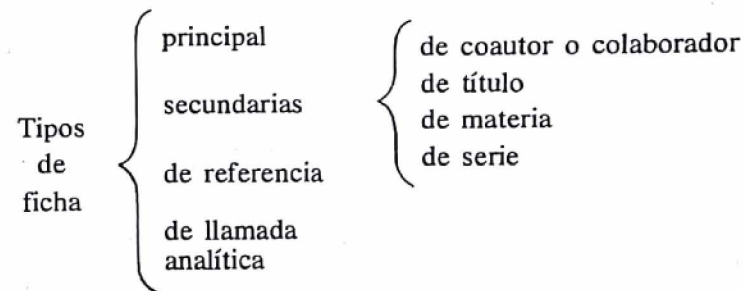 Tipos
de
ficha
principal
secundarias
de referencia
de llamada
analítica
de coautor o colaborador
de título
de materia
de serie